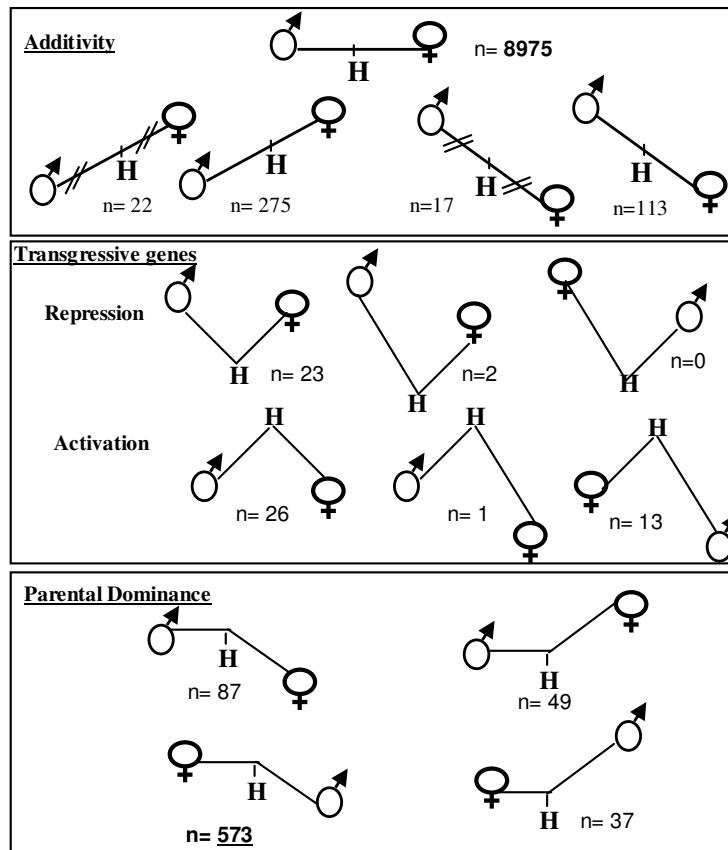 Additivity
n= 8975
H
H
H
H
H
n= 22
n= 275
n=17
n=113
Transgressive genes
Repression
H
n= 23
H
n=2
H
n=0
Activation
H
H
H
n= 26
n= 1
n= 13
Parental Dominance
H
n= 87
H
n= 49
H
n= 573
H
n= 37